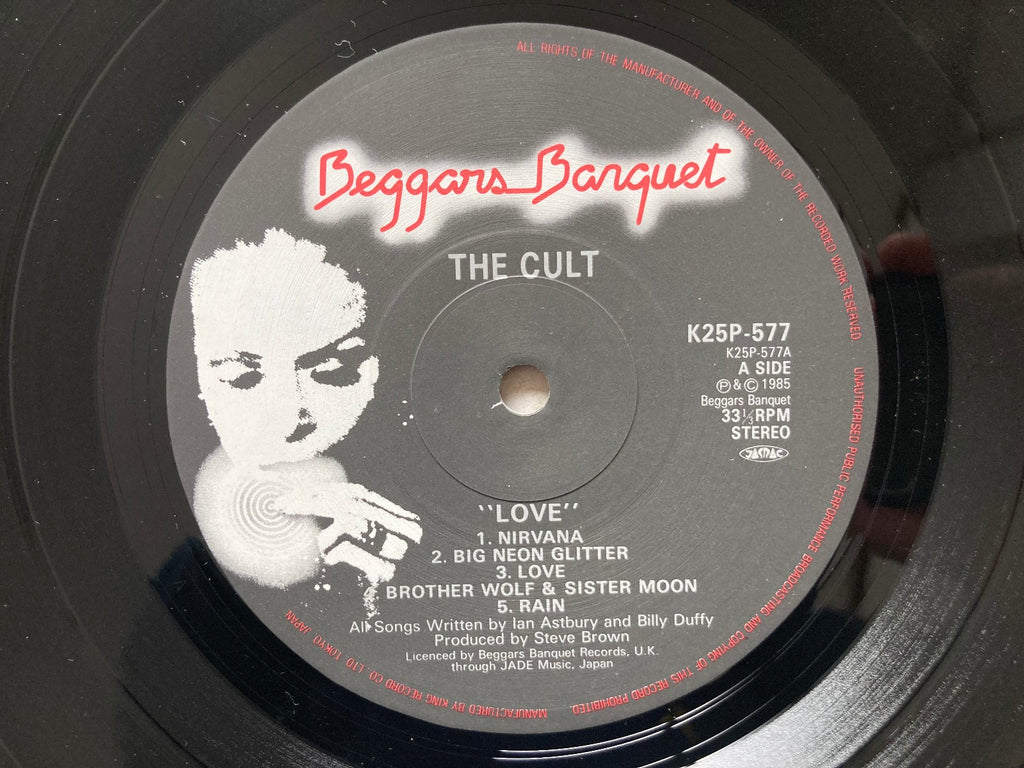 ALL RIGHTS OF THE MANUFACTURER AND OF THE OWNER OF THE RECORDED WORK RESERVED.
UNAUTHORISED PUBLIC PERFORMANCE BROADCASTING AND COPYING OF THIS RECORD PROHIBITED.
MANUFACTURED BY KING RECORD CO., LTD TOKYO JAPAN
Beggars Banquet
THE CULT
K25P-577
K25P-577A
A SIDE
Ⓟ&© 1985
Beggars Banquet
33⅓RPM
STEREO
JASRAC
"LOVE"
1. NIRVANA
2. BIG NEON GLITTER
3. LOVE
BROTHER WOLF & SISTER MOON
5. RAIN
All Songs Written by Ian Astbury and Billy Duffy
Produced by Steve Brown
Licenced by Beggars Banquet Records, U.K.
through JADE Music, Japan